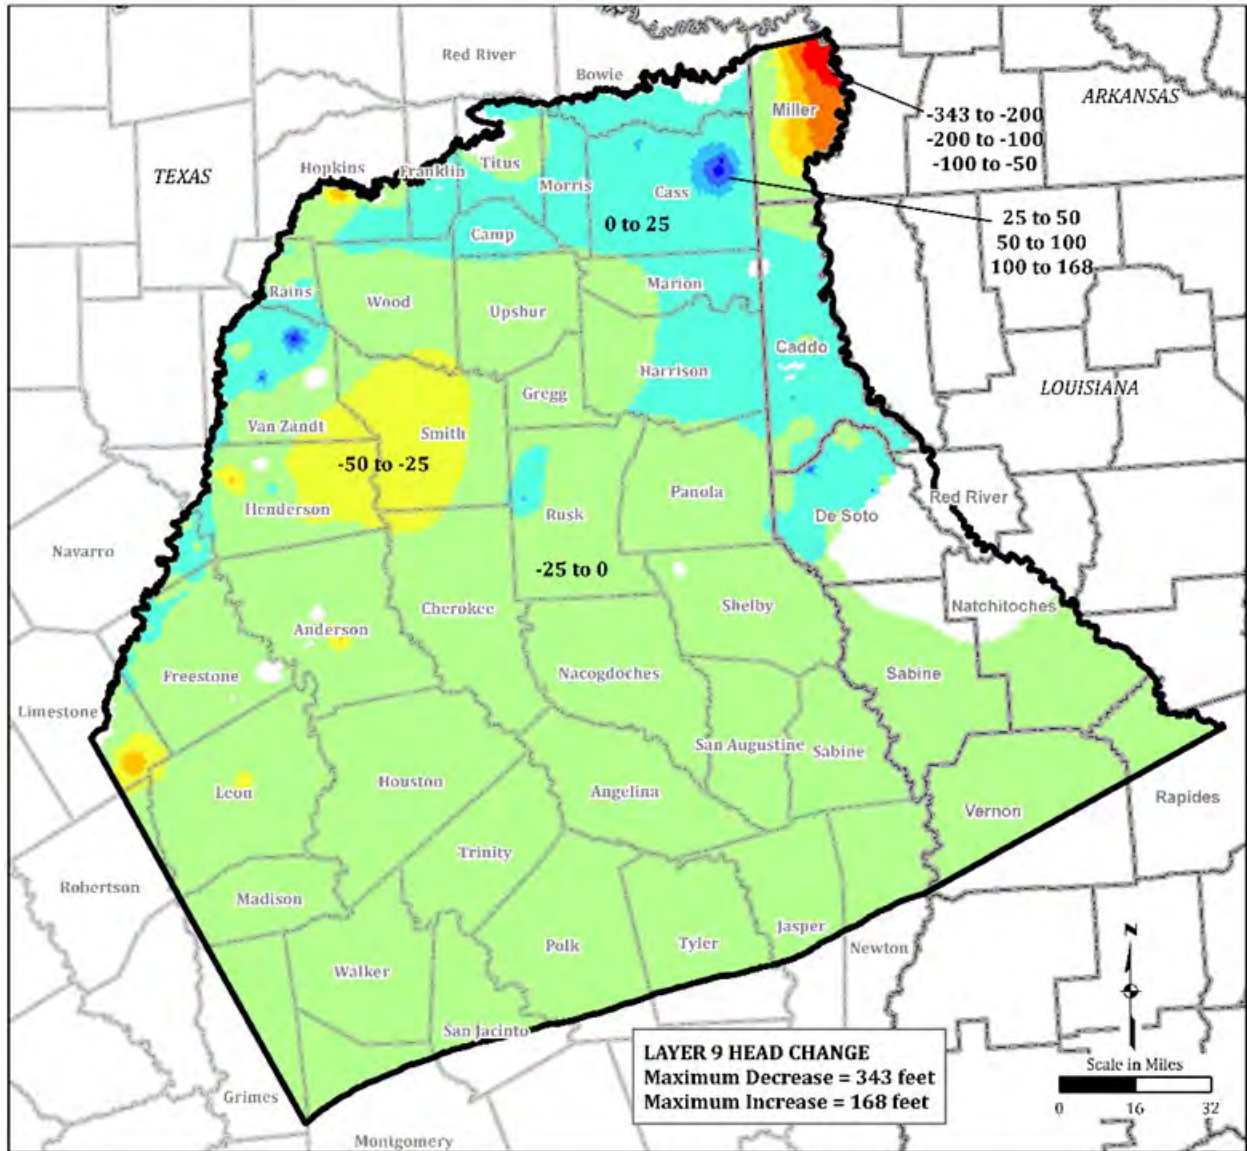 Red River
Bowie
ARKANSAS
Miller
-343 to -200
-200 to -100
-100 to -50
TEXAS
Hopkins
Franklin
Titus
Morris
Cass
0 to 25
25 to 50
50 to 100
100 to 168
Camp
Marion
Rains
Wood
Upshur
Caddo
Harrison
LOUISIANA
Gregg
Van Zandt
Smith
-50 to -25
Panola
Henderson
Rusk
De Soto
Red River
Navarro
-25 to 0
Cherokee
Shelby
Natchitoches
Anderson
Freestone
Nacogdoches
Sabine
Limestone
San Augustine
Sabine
Houston
Leon
Angelina
Vernon
Rapides
Trinity
Robertson
Madison
Jasper
Polk
Tyler
Newton
N
Walker
San Jacinto
LAYER 9 HEAD CHANGE
Maximum Decrease = 343 feet
Maximum Increase = 168 feet
Scale in Miles
0 16 32
Grimes
Montgomery